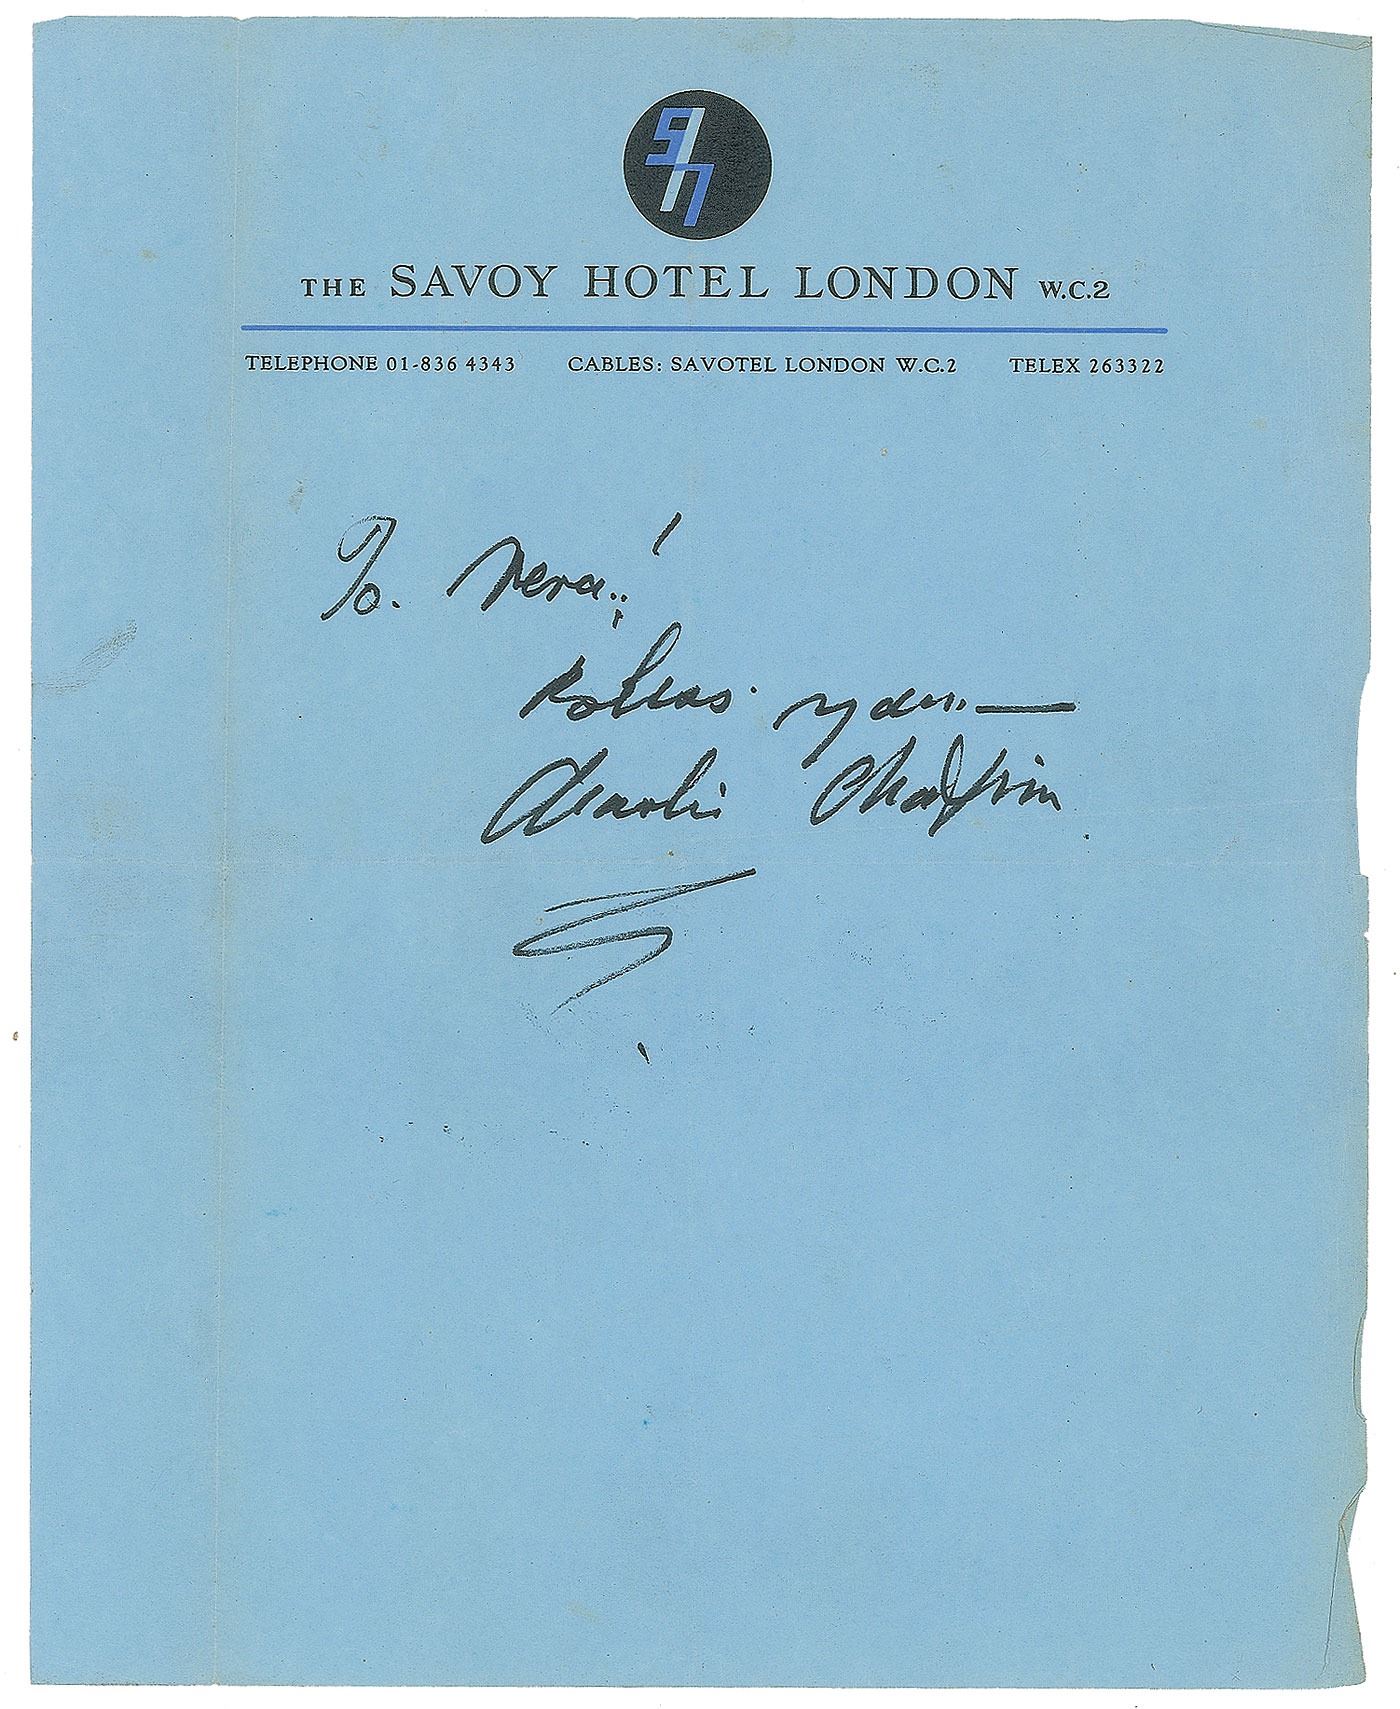 SH
THE SAVOY HOTEL LONDON W.C.2
TELEPHONE 01-836 4343 CABLES: SAVOTEL LONDON W.C.2 TELEX 263322
To. Vera!
Charlie Chaplin